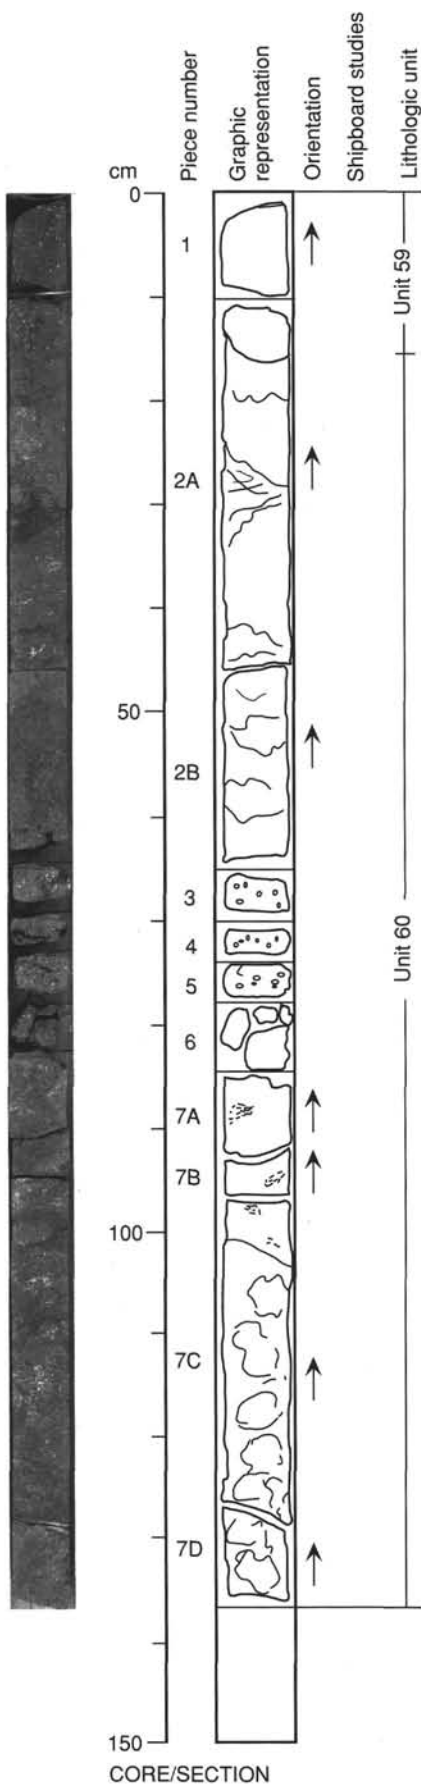 cm
Piece number
Graphic
representation
Orientation
Shipboard studies
Lithologic unit
0
1
Unit 59
2A
50
2B
3
4
Unit 60
5
6
7A
7B
100
7C
7D
150
CORE/SECTION